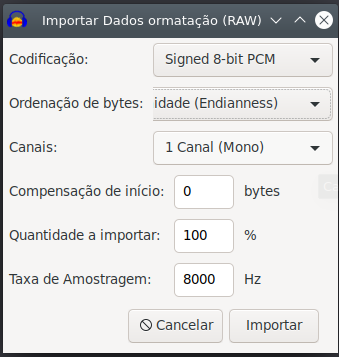 Importar Dados ormatação (RAW)
Codificação: Signed 8-bit PCM
Ordenação de bytes: idade (Endianness)
Canais: 1 Canal (Mono)
Compensação de início: 0 bytes
Quantidade a importar: 100 %
Taxa de Amostragem: 8000 Hz
Cancelar Importar